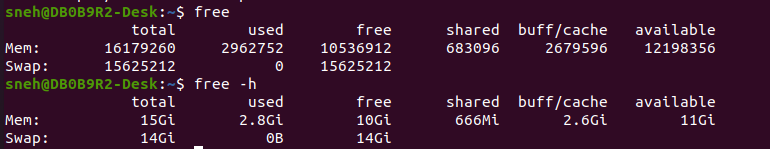 sneh@DB0B9R2-Desk:~$ free
total used free shared buff/cache available
Mem: 16179260 2962752 10536912 683096 2679596 12198356
Swap: 15625212 0 15625212
sneh@DB0B9R2-Desk:~$ free -h
total used free shared buff/cache available
Mem: 15Gi 2.8Gi 10Gi 666Mi 2.6Gi 11Gi
Swap: 14Gi 0B 14Gi